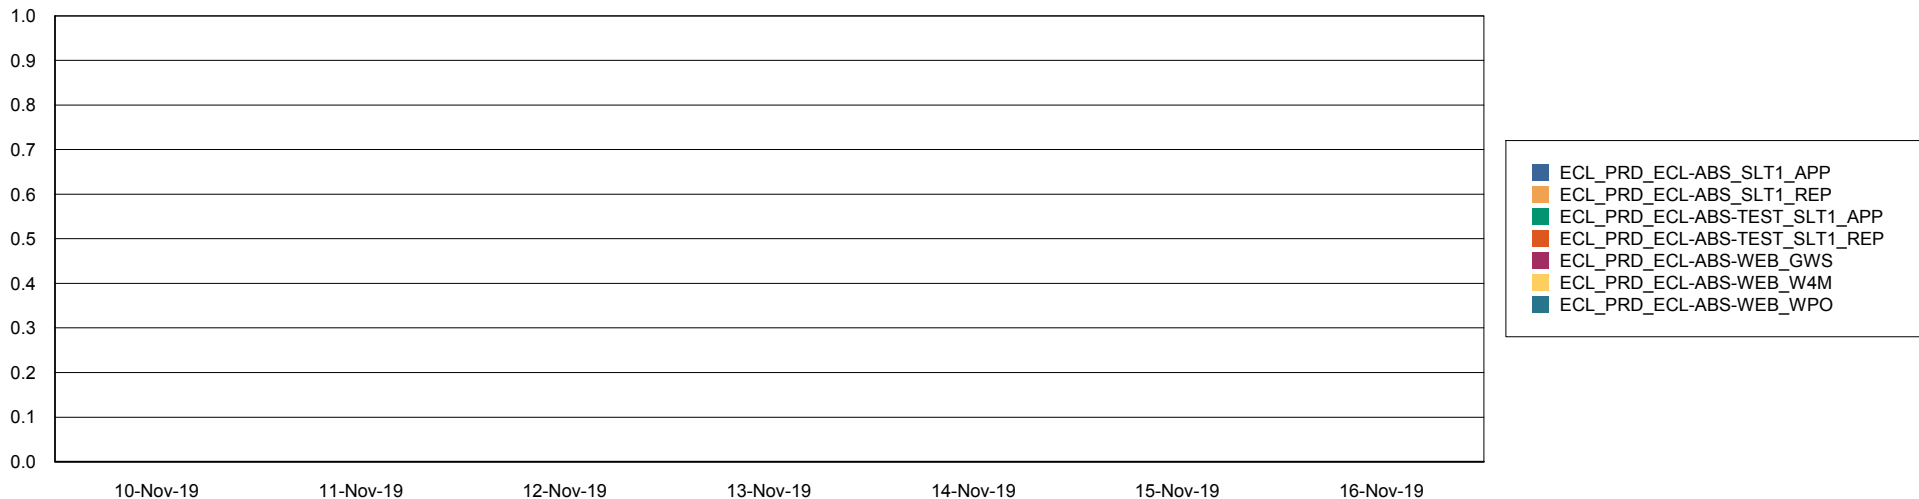 1.0
0.9
0.8
0.7
0.6
0.5
0.4
0.3
0.2
0.1
0.0
10-Nov-19 11-Nov-19 12-Nov-19 13-Nov-19 14-Nov-19 15-Nov-19 16-Nov-19
ECL_PRD_ECL-ABS_SLT1_APP
ECL_PRD_ECL-ABS_SLT1_REP
ECL_PRD_ECL-ABS-TEST_SLT1_APP
ECL_PRD_ECL-ABS-TEST_SLT1_REP
ECL_PRD_ECL-ABS-WEB_GWS
ECL_PRD_ECL-ABS-WEB_W4M
ECL_PRD_ECL-ABS-WEB_WPO